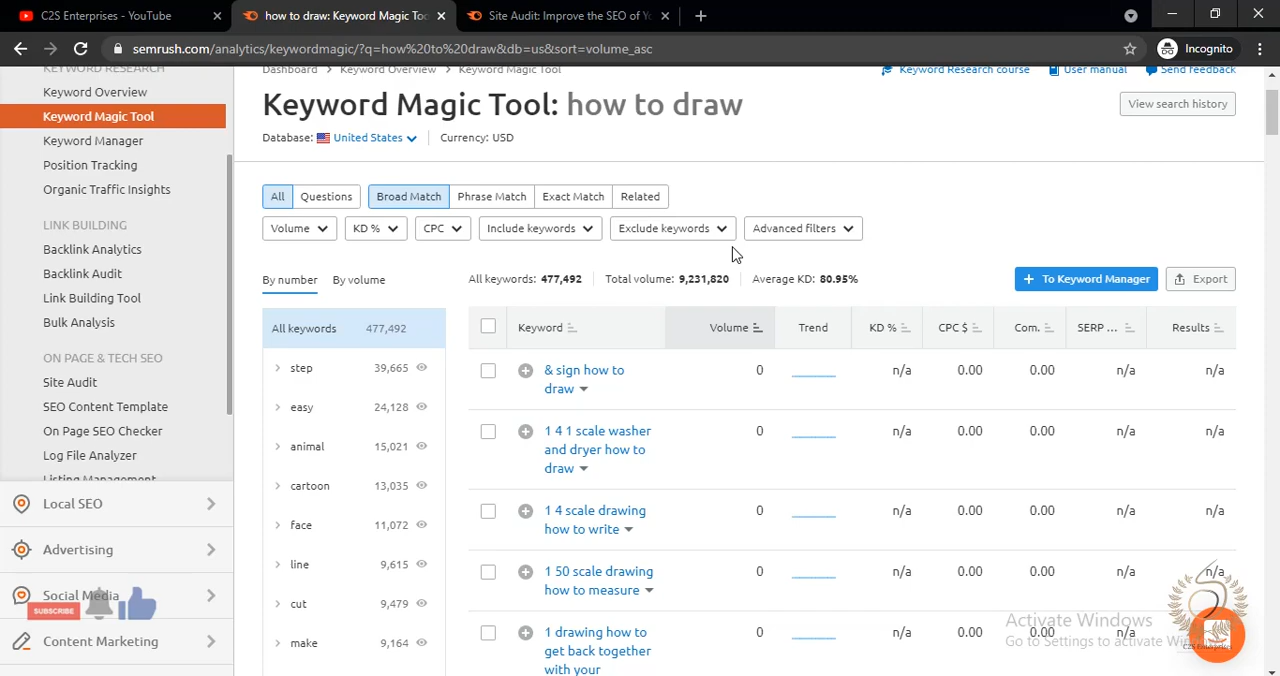 C2S Enterprises - YouTube
how to draw: Keyword Magic To
Site Audit: Improve the SEO of Yo
semrush.com/analytics/keywordmagic/?q=how%20to%20draw&db=us&sort=volume_asc
Incognito
KEYWORD RESEARCH
Keyword Overview
Keyword Magic Tool
Keyword Manager
Position Tracking
Organic Traffic Insights
LINK BUILDING
Backlink Analytics
Backlink Audit
Link Building Tool
Bulk Analysis
ON PAGE & TECH SEO
Site Audit
SEO Content Template
On Page SEO Checker
Log File Analyzer
Listing Management
Local SEO
Advertising
Social Media
SUBSCRIBE
Content Marketing
Dashboard > Keyword Overview > Keyword Magic Tool
Keyword Research course
User manual
Send feedback
Keyword Magic Tool: how to draw
View search history
Database: United States
Currency: USD
All Questions
Broad Match Phrase Match Exact Match Related
Volume KD % CPC Include keywords Exclude keywords Advanced filters
By number By volume
All keywords: 477,492 Total volume: 9,231,820 Average KD: 80.95%
+ To Keyword Manager
Export
All keywords 477,492
step 39,665
easy 24,128
animal 15,021
cartoon 13,035
face 11,072
line 9,615
cut 9,479
make 9,164
Keyword Volume Trend KD % CPC $ Com. SERP ... Results
& sign how to 0 n/a 0.00 0.00 n/a n/a
draw
1 4 1 scale washer 0 n/a 0.00 0.00 n/a n/a
and dryer how to
draw
1 4 scale drawing 0 n/a 0.00 0.00 n/a n/a
how to write
1 50 scale drawing 0 n/a 0.00 0.00 n/a n/a
how to measure
1 drawing how to 0 n/a 0.00 0.00 n/a
get back together
with your
Activate Windows
Go to Settings to activate Win
C2S Enterprises